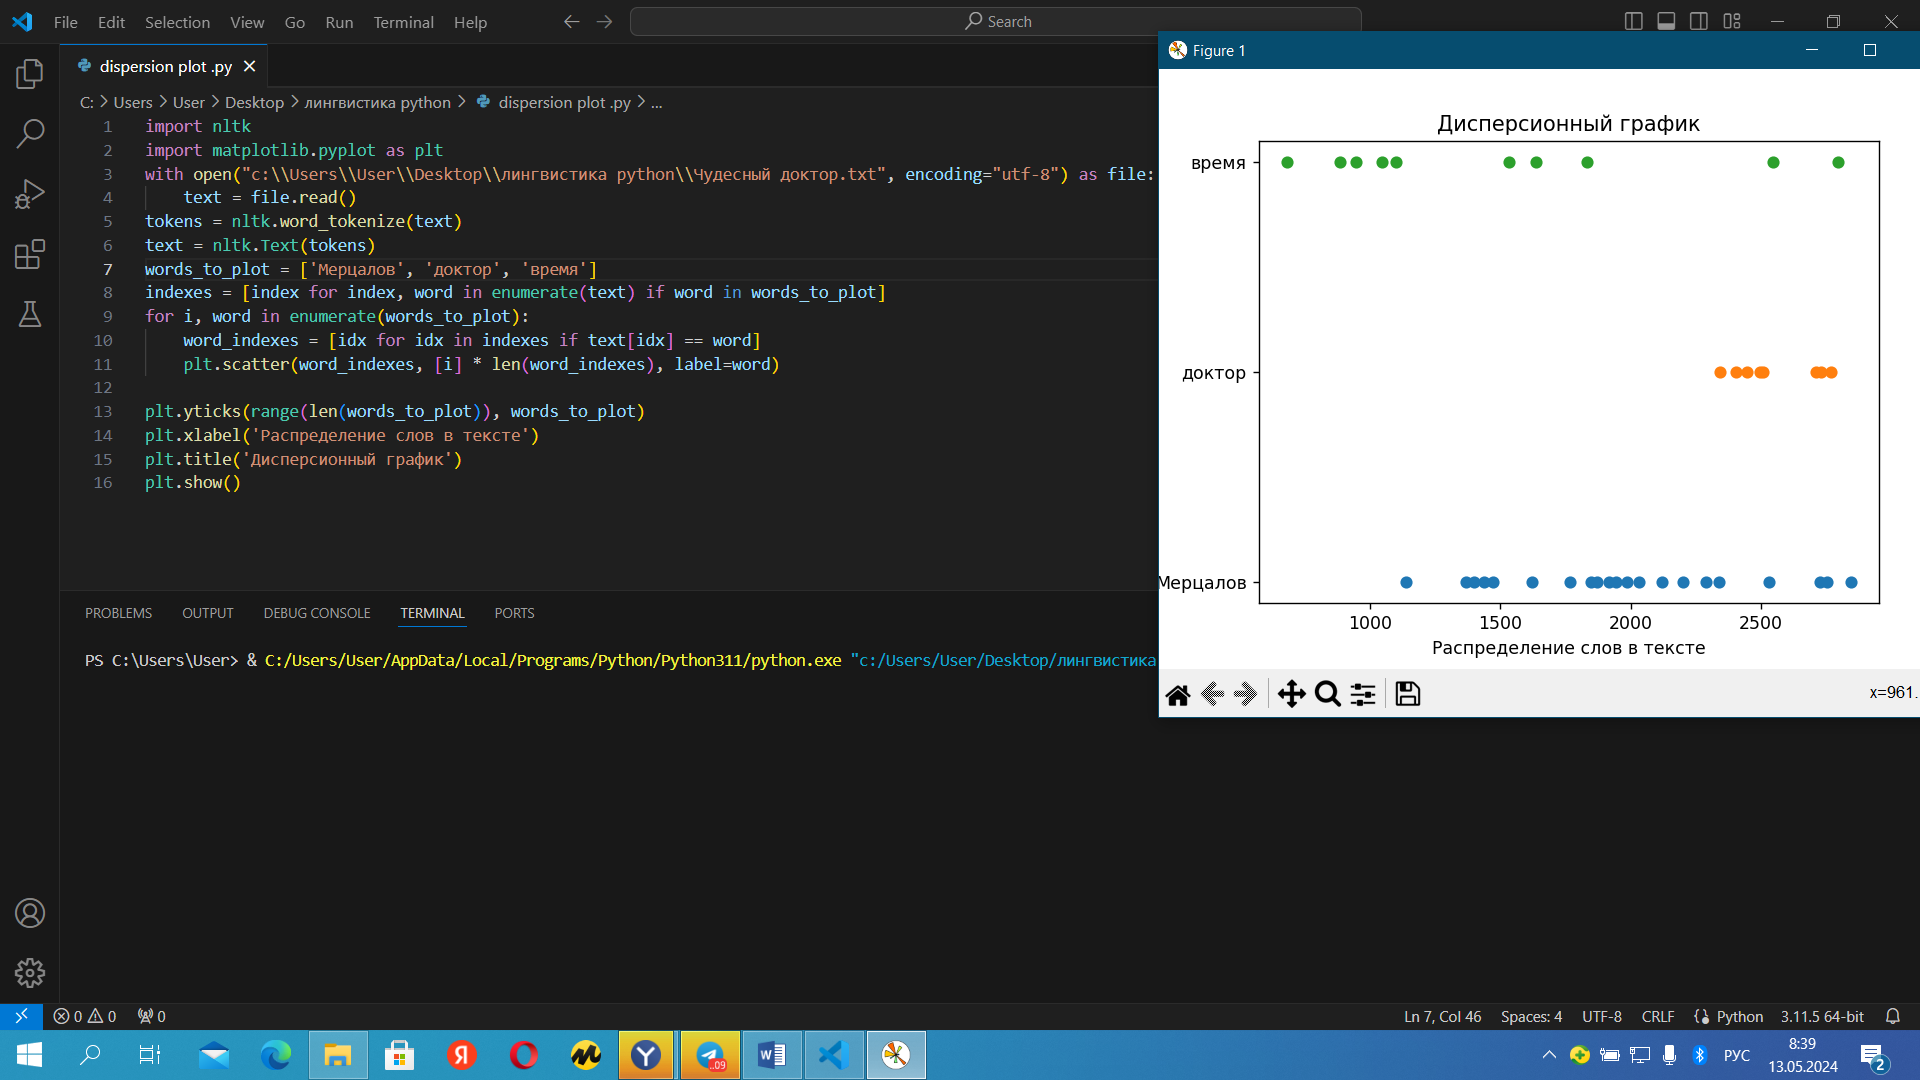 File Edit Selection View Go Run Terminal Help
Search
dispersion plot .py
C: > Users > User > Desktop > лингвистика python > dispersion plot .py > ...
1 import nltk
2 import matplotlib.pyplot as plt
3 with open("c:\\Users\\User\\Desktop\\лингвистика python\\Чудесный доктор.txt", encoding="utf-8") as file:
4 text = file.read()
5 tokens = nltk.word_tokenize(text)
6 text = nltk.Text(tokens)
7 words_to_plot = ['Мерцалов', 'доктор', 'время']
8 indexes = [index for index, word in enumerate(text) if word in words_to_plot]
9 for i, word in enumerate(words_to_plot):
10 word_indexes = [idx for idx in indexes if text[idx] == word]
11 plt.scatter(word_indexes, [i] * len(word_indexes), label=word)
12
13 plt.yticks(range(len(words_to_plot)), words_to_plot)
14 plt.xlabel('Распределение слов в тексте')
15 plt.title('Дисперсионный график')
16 plt.show()
PROBLEMS OUTPUT DEBUG CONSOLE TERMINAL PORTS
PS C:\Users\User> & C:/Users/User/AppData/Local/Programs/Python/Python311/python.exe "c:/Users/User/Desktop/лингвистика
Figure 1
Дисперсионный график
время
доктор
Мерцалов
1000 1500 2000 2500
Распределение слов в тексте
x=961.
0 0 0
Ln 7, Col 46 Spaces: 4 UTF-8 CRLF Python 3.11.5 64-bit
Я
Y
..09
W
РУС
8:39
13.05.2024
2